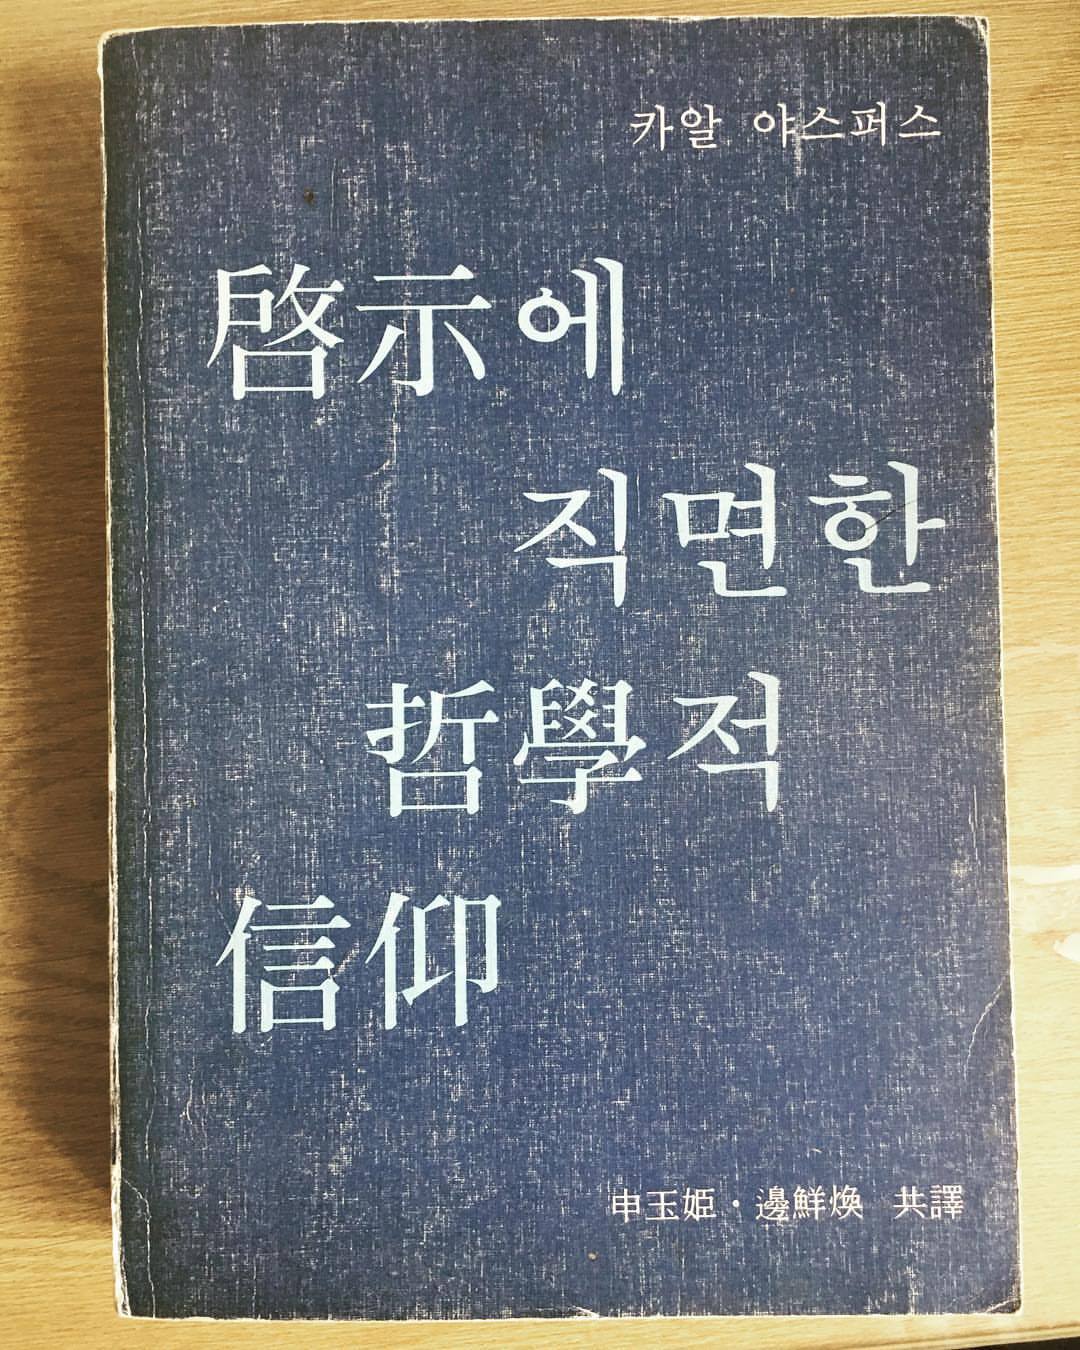 카알 야스퍼스
啓示에
직면한
哲學적
信仰
申玉姫・邊鮮煥 共譯